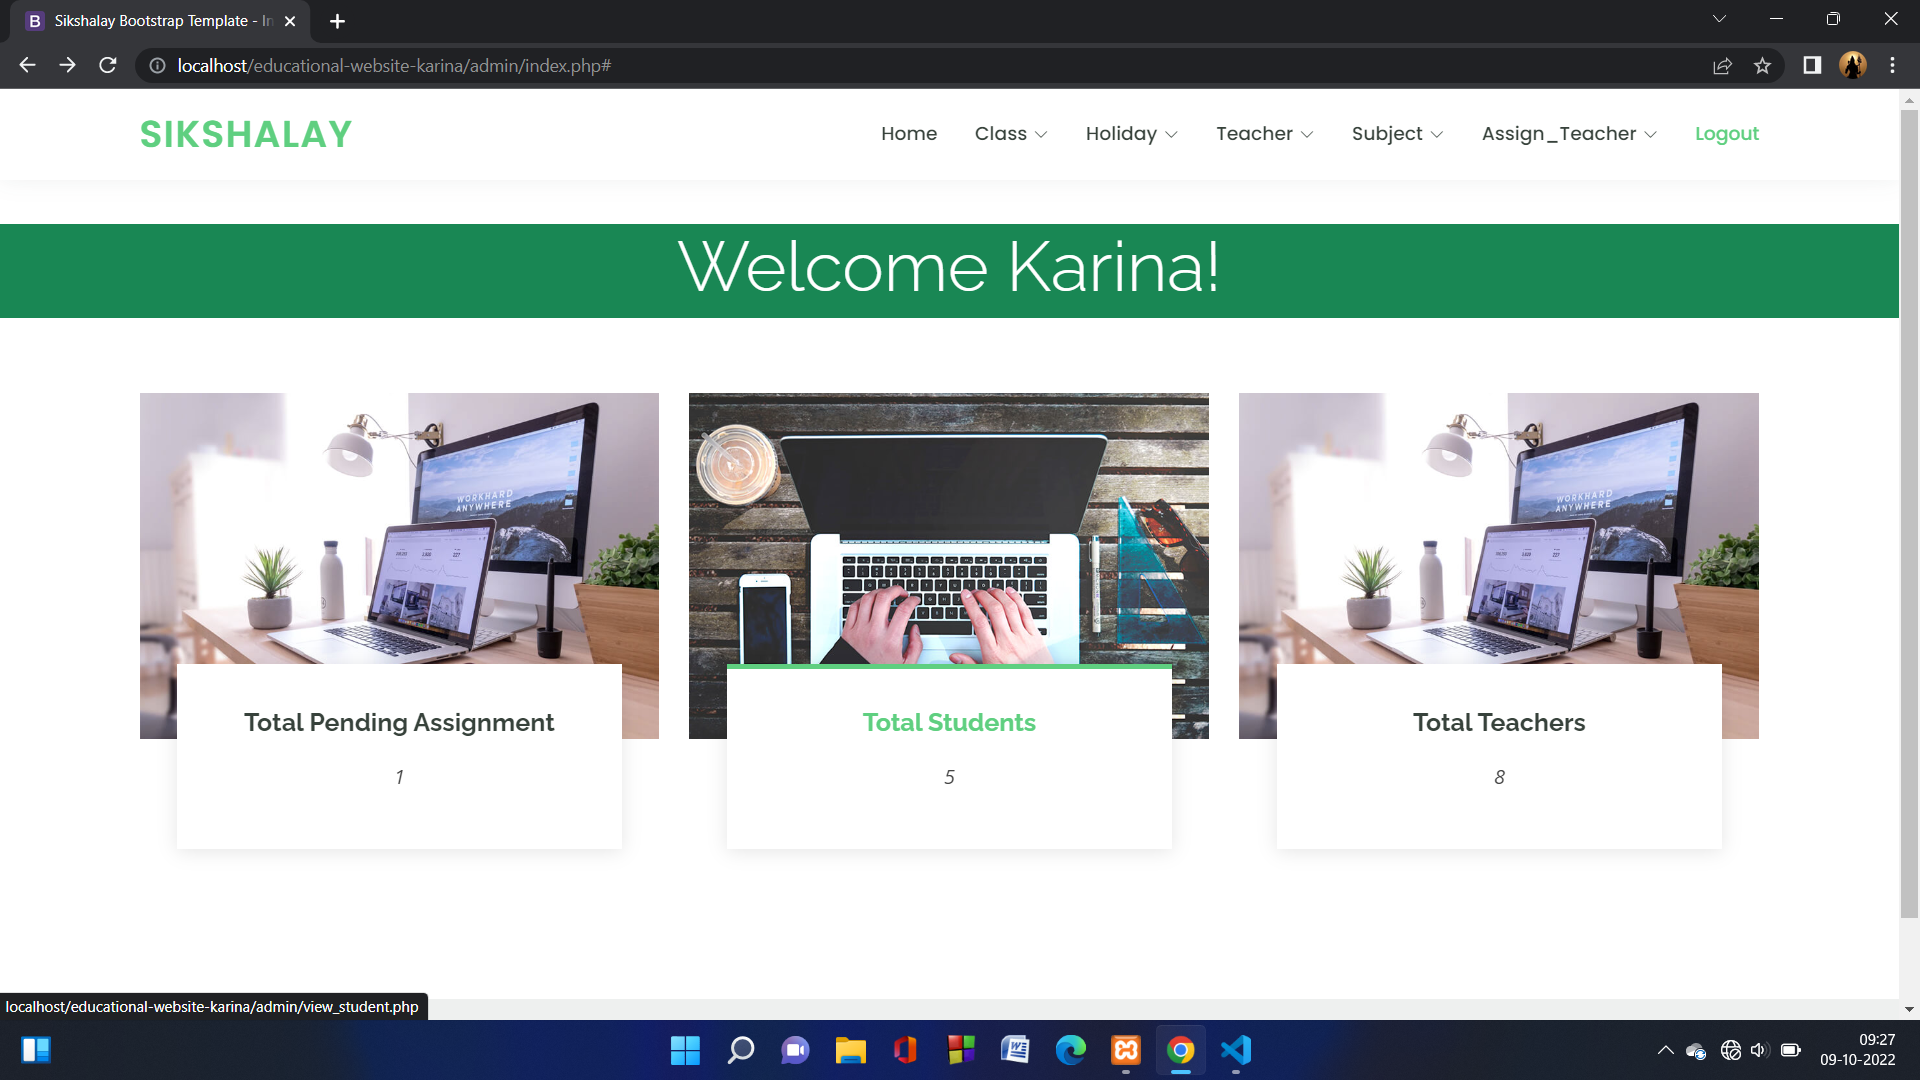 Sikshalay Bootstrap Template - In
localhost/educational-website-karina/admin/index.php#
SIKSHALAY
Home Class Holiday Teacher Subject Assign_Teacher Logout
Welcome Karina!
WORKHARD
ANYWHERE
WORKHARD
ANYWHERE
Total Pending Assignment
1
Total Students
5
Total Teachers
8
localhost/educational-website-karina/admin/view_student.php
09:27
09-10-2022